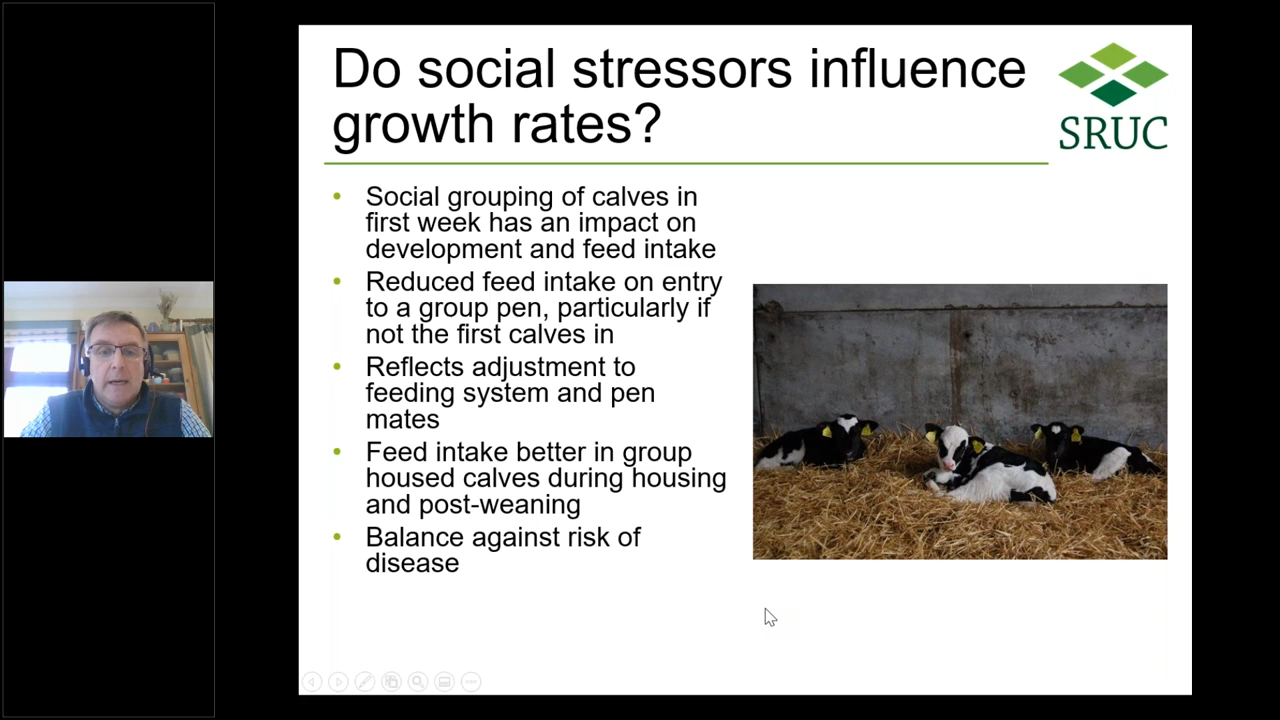 Do social stressors influence
growth rates?
SRUC
• Social grouping of calves in
first week has an impact on
development and feed intake
• Reduced feed intake on entry
to a group pen, particularly if
not the first calves in
• Reflects adjustment to
feeding system and pen
mates
• Feed intake better in group
housed calves during housing
and post-weaning
• Balance against risk of
disease